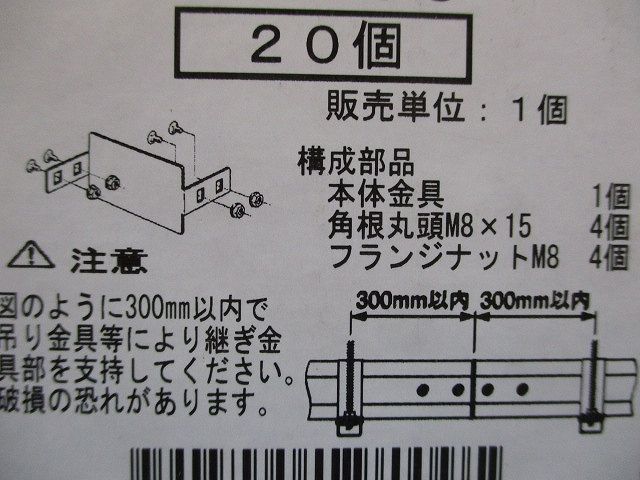 20個
販売単位：1個
構成部品
本体金具 1個
角根丸頭M8×15 4個
フランジナットM8 4個
注意
図のように300mm以内で
吊り金具等により継ぎ金
具部を支持してください。
破損の恐れがあります。
300mm以内 300mm以内